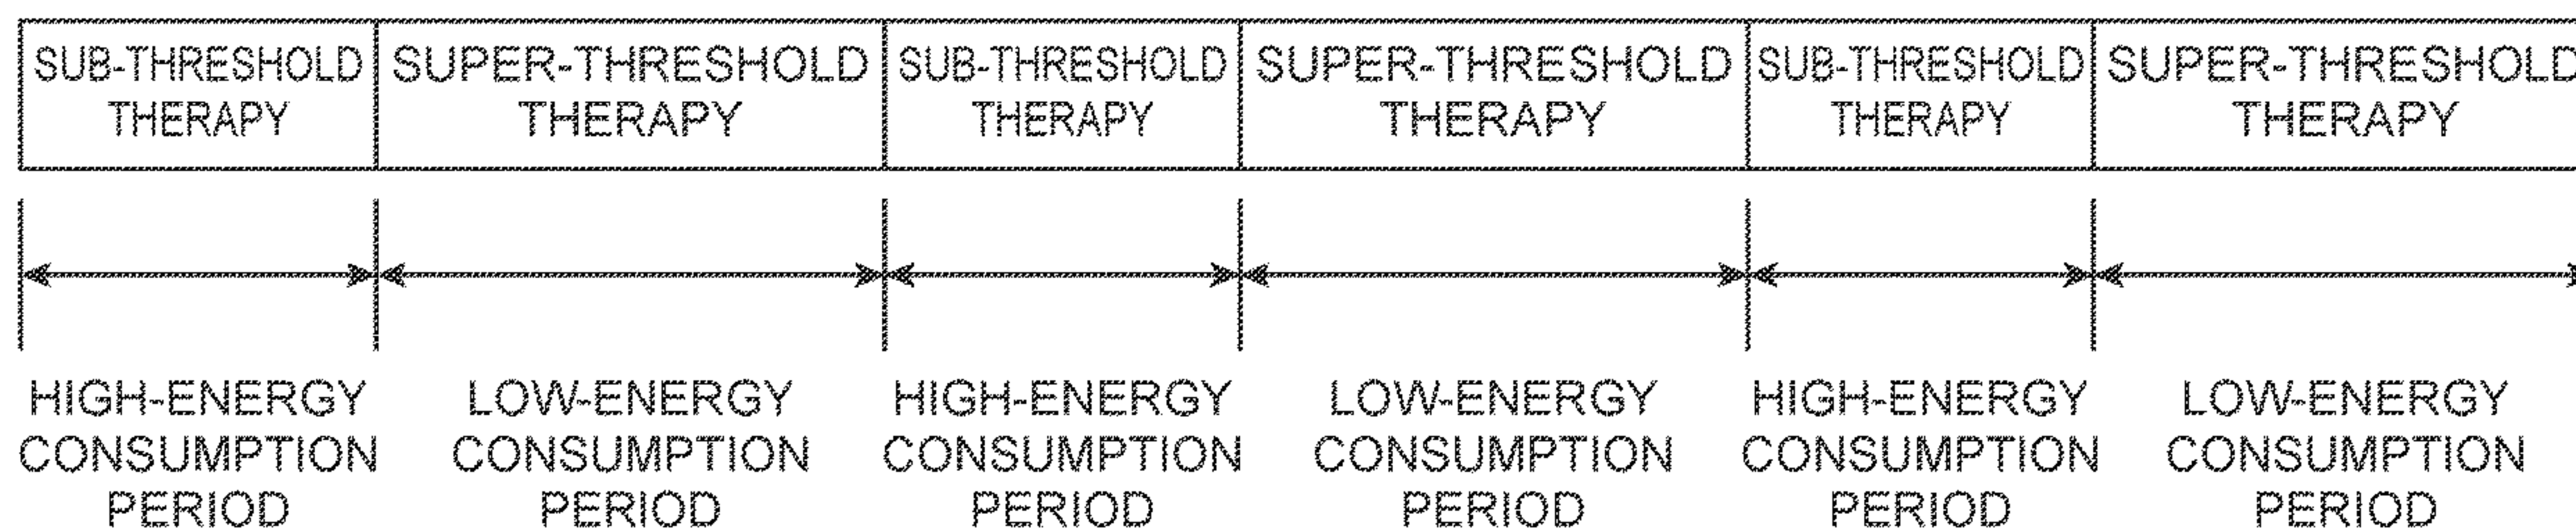 SUB-THRESHOLD SUPER-THRESHOLD SUB-THRESHOLD SUPER-THRESHOLD SUB-THRESHOLD SUPER-THRESHOLD
THERAPY THERAPY THERAPY THERAPY THERAPY THERAPY
HIGH-ENERGY LOW-ENERGY HIGH-ENERGY LOW-ENERGY HIGH-ENERGY LOW-ENERGY
CONSUMPTION CONSUMPTION CONSUMPTION CONSUMPTION CONSUMPTION CONSUMPTION
PERIOD PERIOD PERIOD PERIOD PERIOD PERIOD